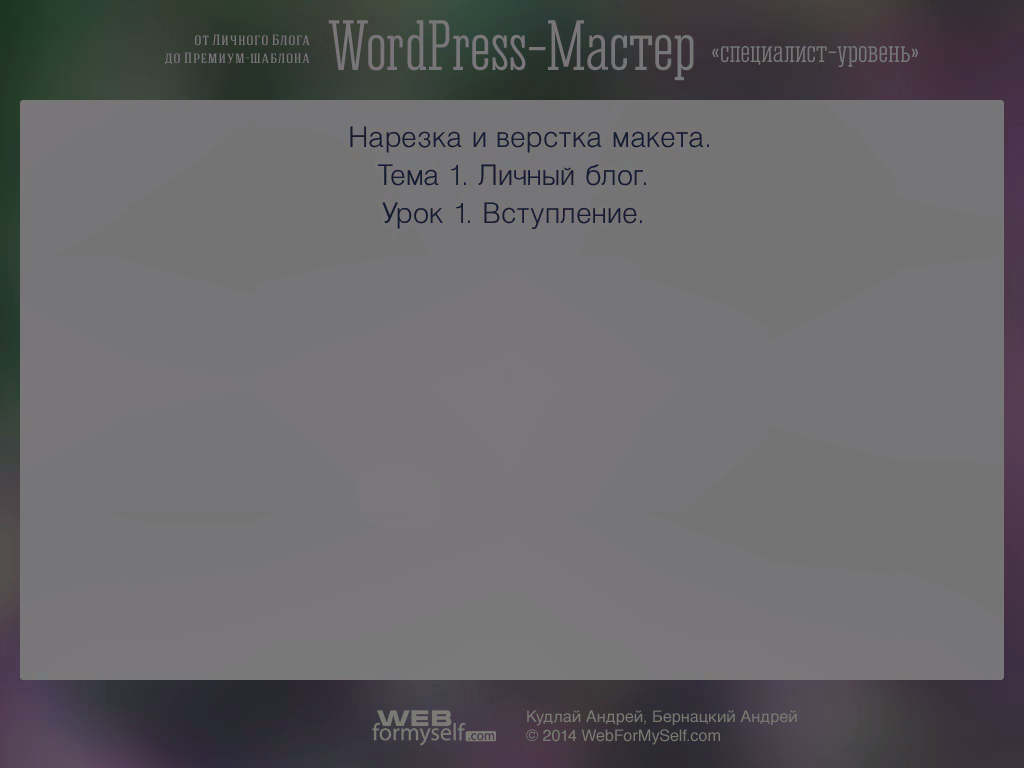 от Личного Блога
до Премиум-шаблона
WordPress-Мастер
«специалист-уровень»
Нарезка и верстка макета.
Тема 1. Личный блог.
Урок 1. Вступление.
WEB
formyself.com
Кудлай Андрей, Бернацкий Андрей
© 2014 WebForMySelf.com